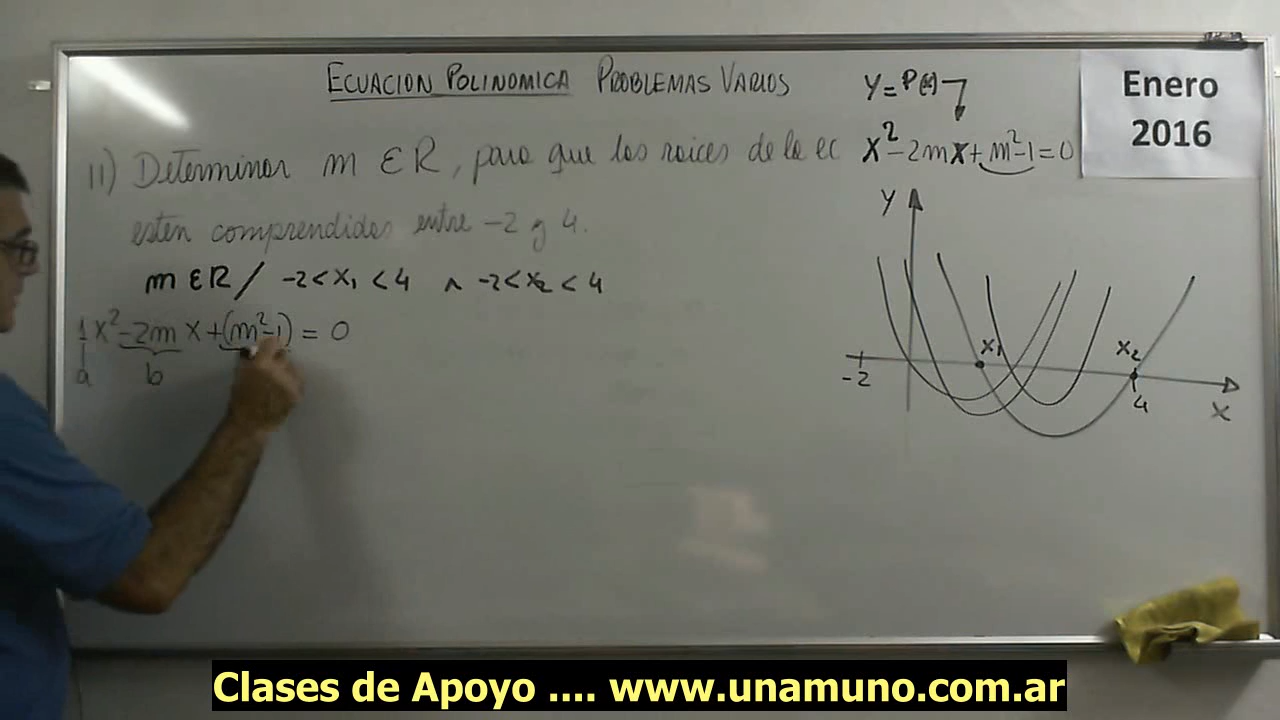 ECUACION POLINOMICA PROBLEMAS VARIOS
Y=P(x)
Enero
2016
11) Determinar m ∈ R, para que las raices de la ec x²-2mx+m²-1=0
esten comprendidas entre -2 y 4.
m ∈ R / -2<x₁<4 ∧ -2<x₂<4
1x²-2mx+(m²-1)=0
a b
Y
x₁ x₂
-2 4
X
Clases de Apoyo .... www.unamuno.com.ar